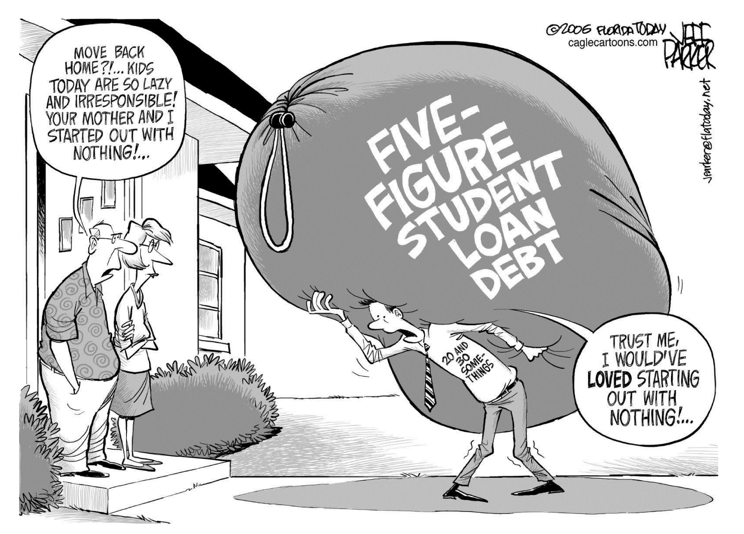 ©2006 FLORIDA TODAY
caglecartoons.com
JEFF
PARKER
jparker@flatoday.net
MOVE BACK
HOME?!... KIDS
TODAY ARE SO LAZY
AND IRRESPONSIBLE!
YOUR MOTHER AND I
STARTED OUT WITH
NOTHING!...
FIVE-
FIGURE
STUDENT
LOAN
DEBT
20 AND
30
SOME-
THINGS
TRUST ME,
I WOULD'VE
LOVED STARTING
OUT WITH
NOTHING!...